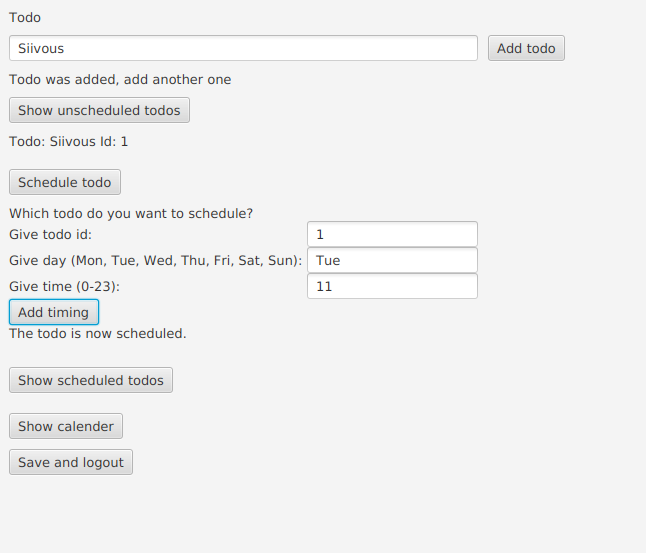 Todo
Siivous Add todo
Todo was added, add another one
Show unscheduled todos
Todo: Siivous Id: 1
Schedule todo
Which todo do you want to schedule?
Give todo id: 1
Give day (Mon, Tue, Wed, Thu, Fri, Sat, Sun): Tue
Give time (0-23): 11
Add timing
The todo is now scheduled.
Show scheduled todos
Show calender
Save and logout